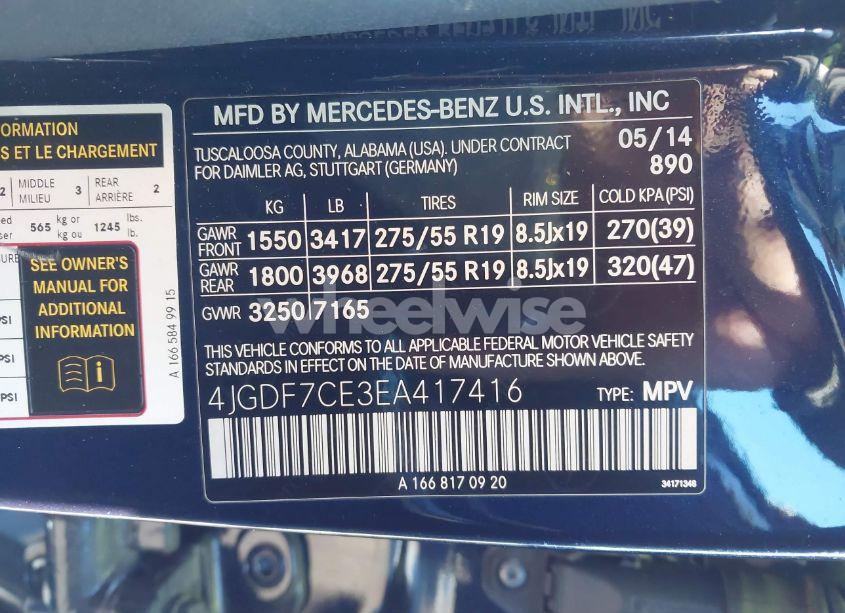 MFD BY MERCEDES-BENZ U.S. INTL., INC
TUSCALOOSA COUNTY, ALABAMA (USA). UNDER CONTRACT 05/14
FOR DAIMLER AG, STUTTGART (GERMANY) 890
KG LB TIRES RIM SIZE COLD KPA(PSI)
GAWR FRONT 1550 3417 275/55 R19 8.5Jx19 270(39)
GAWR REAR 1800 3968 275/55 R19 8.5Jx19 320(47)
GVWR 3250 7165
THIS VEHICLE CONFORMS TO ALL APPLICABLE FEDERAL MOTOR VEHICLE SAFETY
STANDARDS IN EFFECT ON THE DATE OF MANUFACTURE SHOWN ABOVE.
4JGDF7CE3EA417416 TYPE: MPV
A 166 817 09 20 34171348
ET LE CHARGEMENT
2 MIDDLE MILIEU 3 REAR ARRIÈRE 2
565 kg or kg ou 1245 lbs. lb.
SEE OWNER'S
MANUAL FOR
ADDITIONAL
INFORMATION
A 166 584 99 15
wheelwise